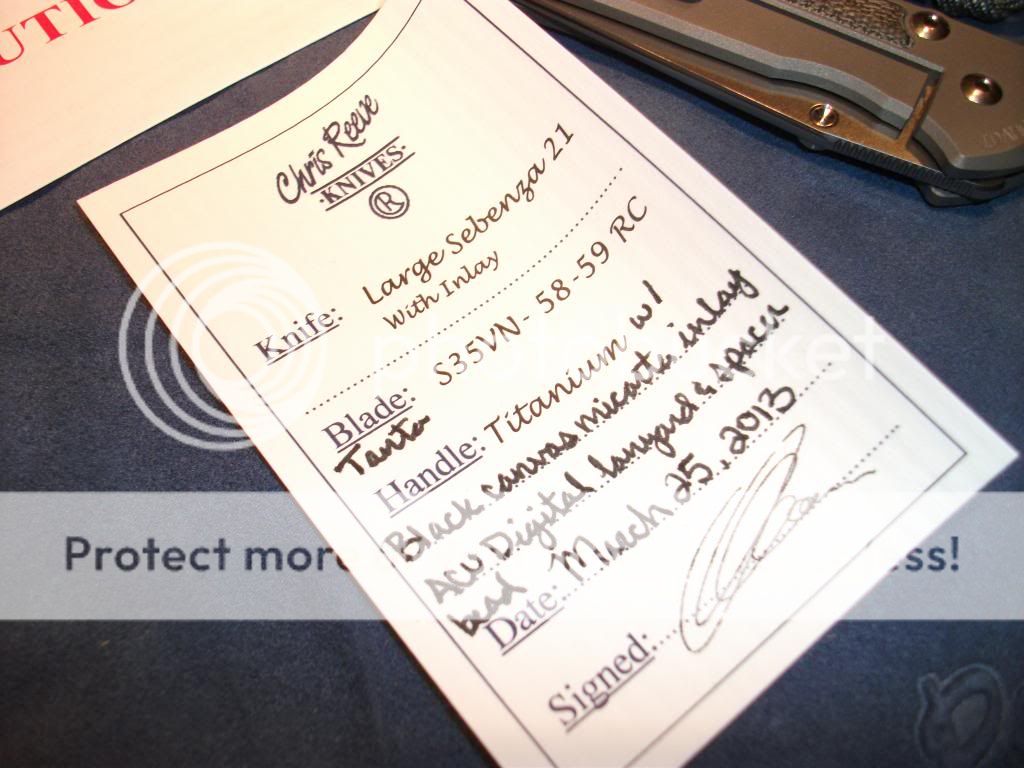 UTIO
Chris Reeve
·KNIVES·
®
Knife: Large Sebenza 21
With Inlay
Blade: S35VN - 58-59 RC
Tanto
Handle: Titanium w/
Black canvas micarta inlay
ACU Digital lanyard & spacer
bead
Date: March 25, 2013
Signed:
photobucket
Protect more
ess!